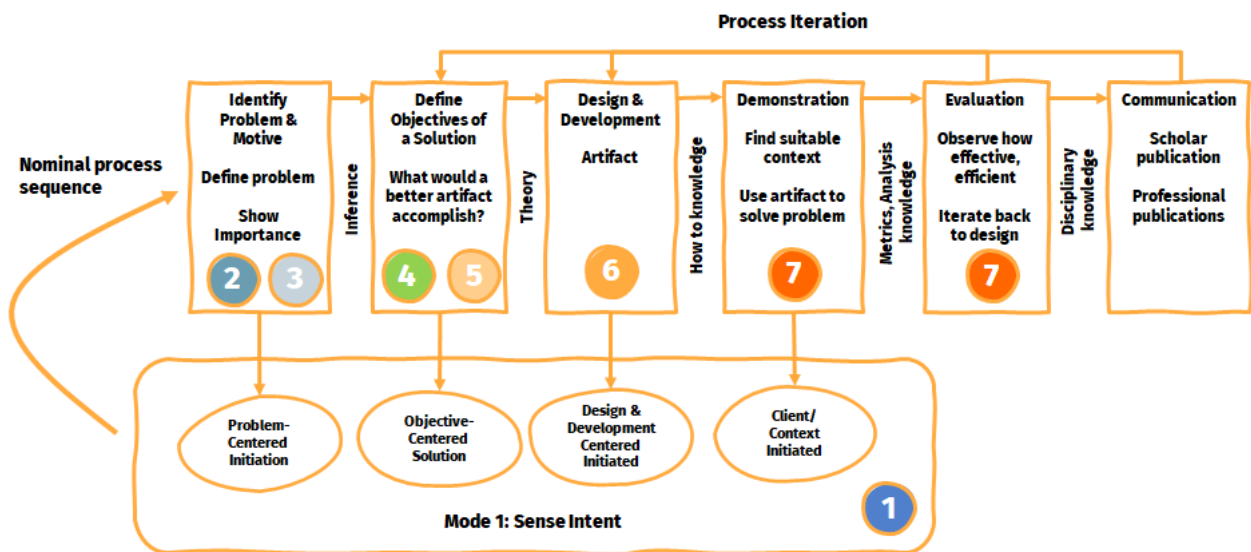 Process Iteration
Nominal process
sequence
Identify
Problem &
Motive
Define problem
Show
Importance
2
3
Inference
Define
Objectives of
a Solution
What would a
better artifact
accomplish?
4
5
Theory
Design &
Development
Artifact
6
How to knowledge
Demonstration
Find suitable
context
Use artifact to
solve problem
7
Metrics, Analysis
knowledge
Evaluation
Observe how
effective,
efficient
Iterate back
to design
7
Disciplinary
knowledge
Communication
Scholar
publication
Professional
publications
Problem-
Centered
Initiation
Objective-
Centered
Solution
Design &
Development
Centered
Initiated
Client/
Context
Initiated
Mode 1: Sense Intent
1